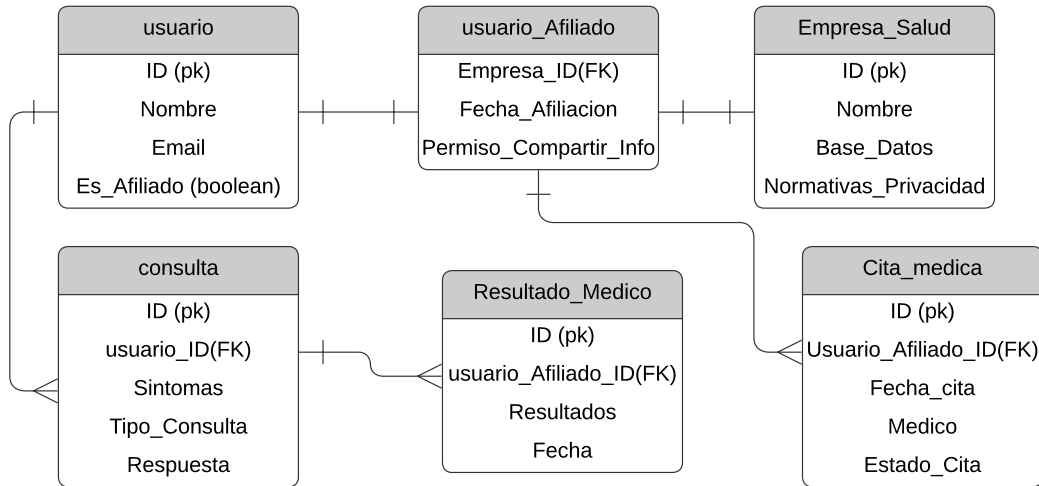 usuario
ID (pk)
Nombre
Email
Es_Afiliado (boolean)
usuario_Afiliado
Empresa_ID(FK)
Fecha_Afiliacion
Permiso_Compartir_Info
Empresa_Salud
ID (pk)
Nombre
Base_Datos
Normativas_Privacidad
consulta
ID (pk)
usuario_ID(FK)
Sintomas
Tipo_Consulta
Respuesta
Resultado_Medico
ID (pk)
usuario_Afiliado_ID(FK)
Resultados
Fecha
Cita_medica
ID (pk)
Usuario_Afiliado_ID(FK)
Fecha_cita
Medico
Estado_Cita